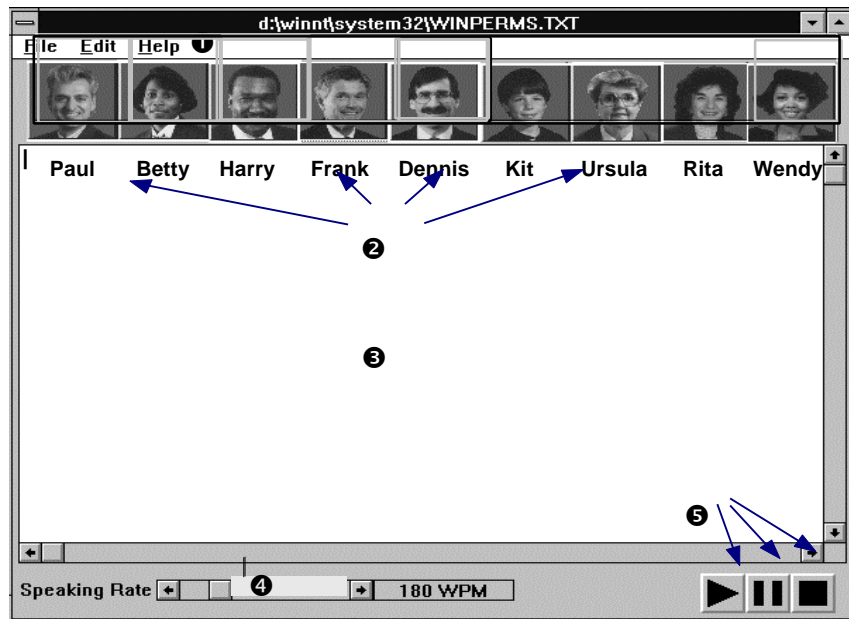 d:\winnt\system32\WINPERMS.TXT
File Edit Help ❶
Paul Betty Harry Frank Dennis Kit Ursula Rita Wendy
❷
❸
❺
Speaking Rate ❹ 180 WPM